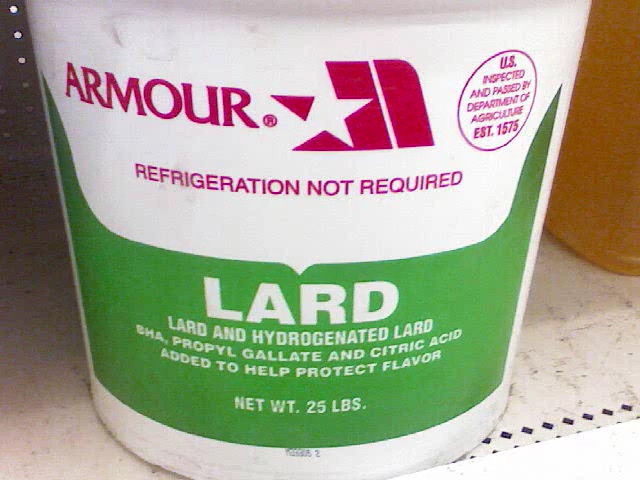 ARMOUR®
U.S.
INSPECTED
AND PASSED BY
DEPARTMENT OF
AGRICULTURE
EST. 1575
REFRIGERATION NOT REQUIRED
LARD
LARD AND HYDROGENATED LARD
BHA, PROPYL GALLATE AND CITRIC ACID
ADDED TO HELP PROTECT FLAVOR
NET WT. 25 LBS.